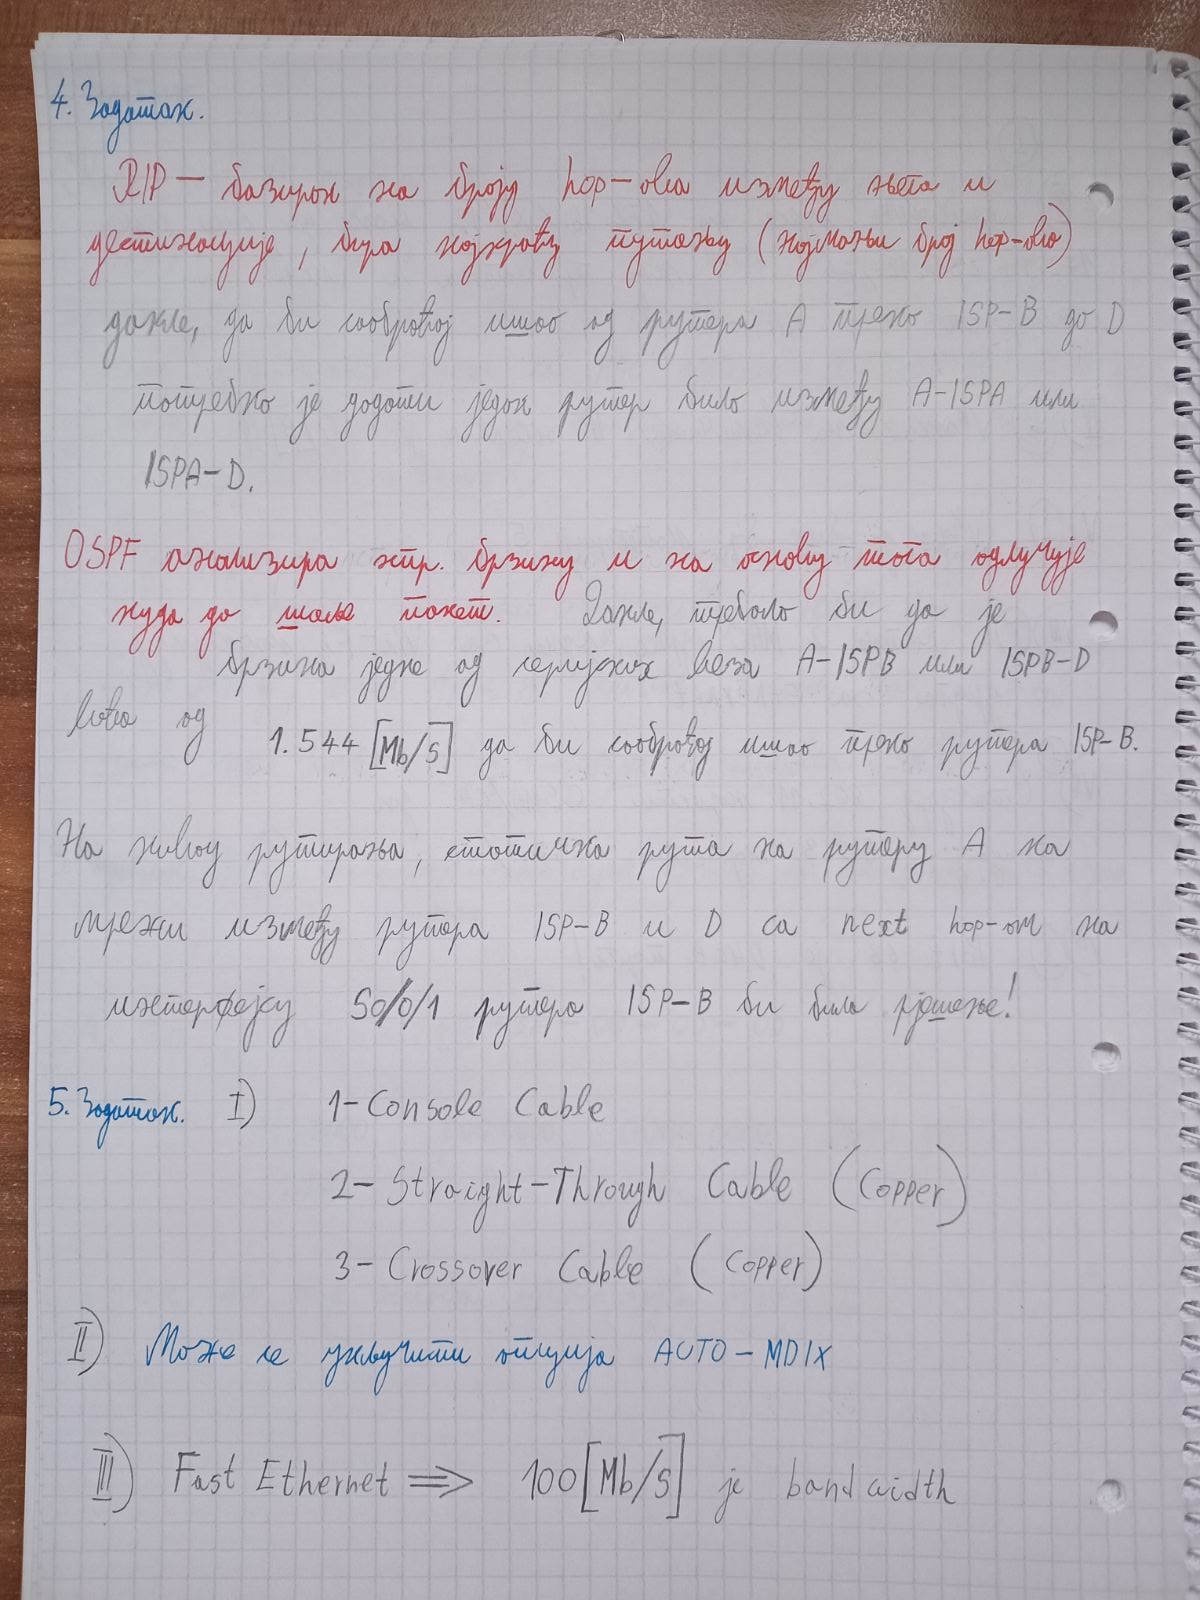 4. Задатак.
RIP – базиран на броју hop-ова између њега и
дестинације, бира најкраћу путању (најмањи број hop-ова)
дакле, да би саобраћај ишао од рутера А преко ISP-B до D
потребно је додати један рутер било између A-ISPA или
ISPA-D.
OSPF анализира нпр. брзину и на основу тога одлучује
куда да шаље пакет. Дакле, требало би да је
брзина једне од серијских веза A-ISPB или ISPB-D
већа од
1.544 [Mb/s] да би саобраћај ишао преко рутера ISP-B.
На нивоу рутирања, статичка рута на рутеру А ка
мрежи између рутера ISP-B и D са next hop-ом на
интерфејсу S0/0/1 рутера ISP-B би била рјешење!
5. Задатак. I) 1-Console Cable
2- Straight-Through Cable (Copper)
3- Crossover Cable (Copper)
II) Може се укључити опција AUTO-MDIX
III) Fast Ethernet ⇒ 100 [Mb/s] је bandwidth